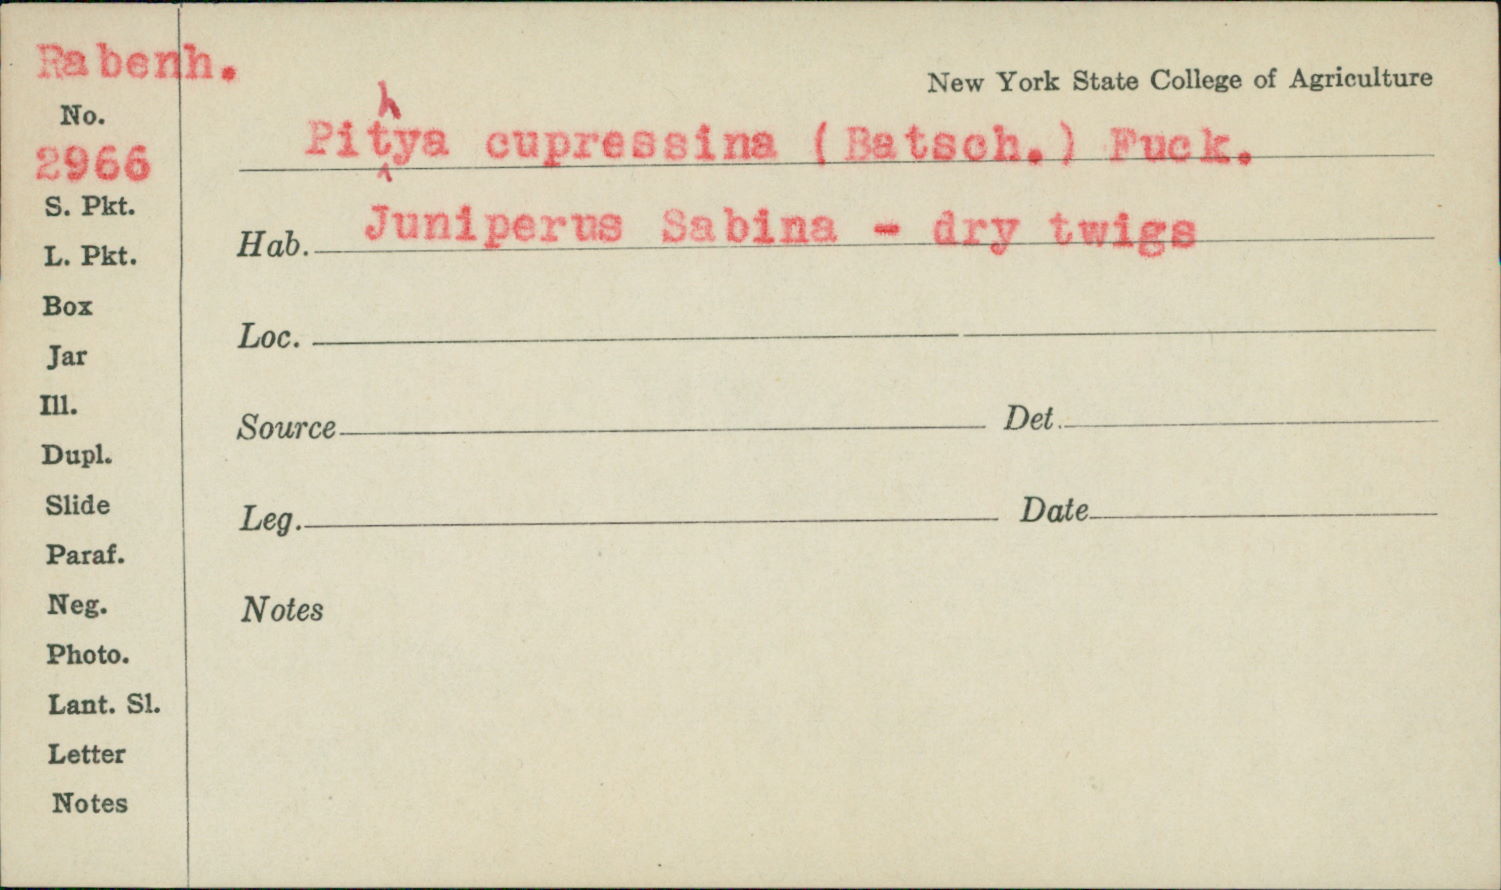 Rabenh.
New York State College of Agriculture
No.
2966
Pithya cupressina (Batsch.) Fuck.
Hab. Juniperus Sabina - dry twigs
Loc.
Source Det.
Leg. Date
Notes
S. Pkt.
L. Pkt.
Box
Jar
Ill.
Dupl.
Slide
Paraf.
Neg.
Photo.
Lant. Sl.
Letter
Notes